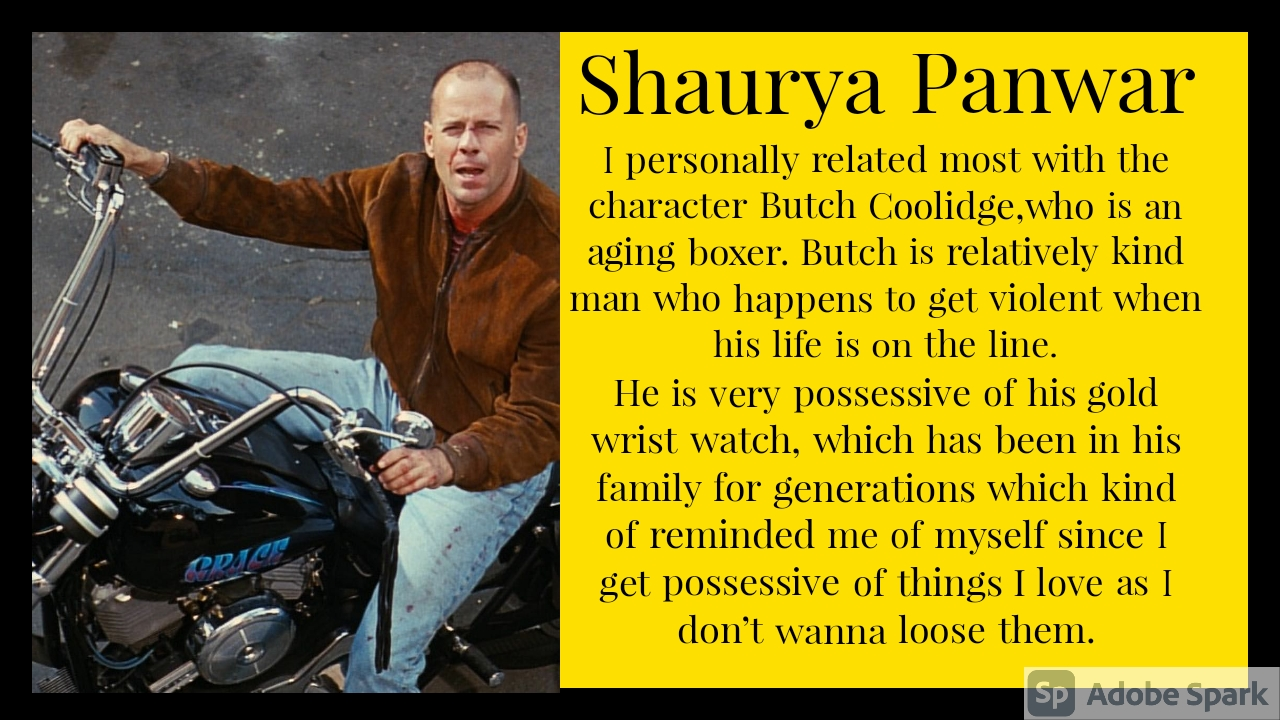 Shaurya Panwar
I personally related most with the
character Butch Coolidge,who is an
aging boxer. Butch is relatively kind
man who happens to get violent when
his life is on the line.
He is very possessive of his gold
wrist watch, which has been in his
family for generations which kind
of reminded me of myself since I
get possessive of things I love as I
don't wanna loose them.
GRACE
Sp Adobe Spark